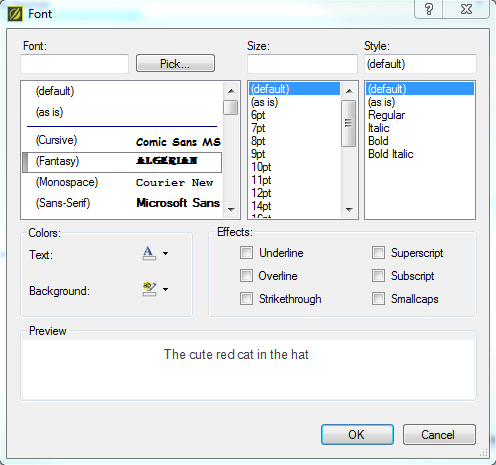 Font
Font:
Size:
Style:
Pick...
(default)
(default)
(as is)
(Cursive) Comic Sans MS
(Fantasy) ALGERIAN
(Monospace) Courier New
(Sans-Serif) Microsoft Sans
(default)
(as is)
6pt
7pt
8pt
9pt
10pt
11pt
12pt
14pt
(default)
(as is)
Regular
Italic
Bold
Bold Italic
Colors:
Text:
Background:
Effects:
Underline
Superscript
Overline
Subscript
Strikethrough
Smallcaps
Preview
The cute red cat in the hat
OK
Cancel